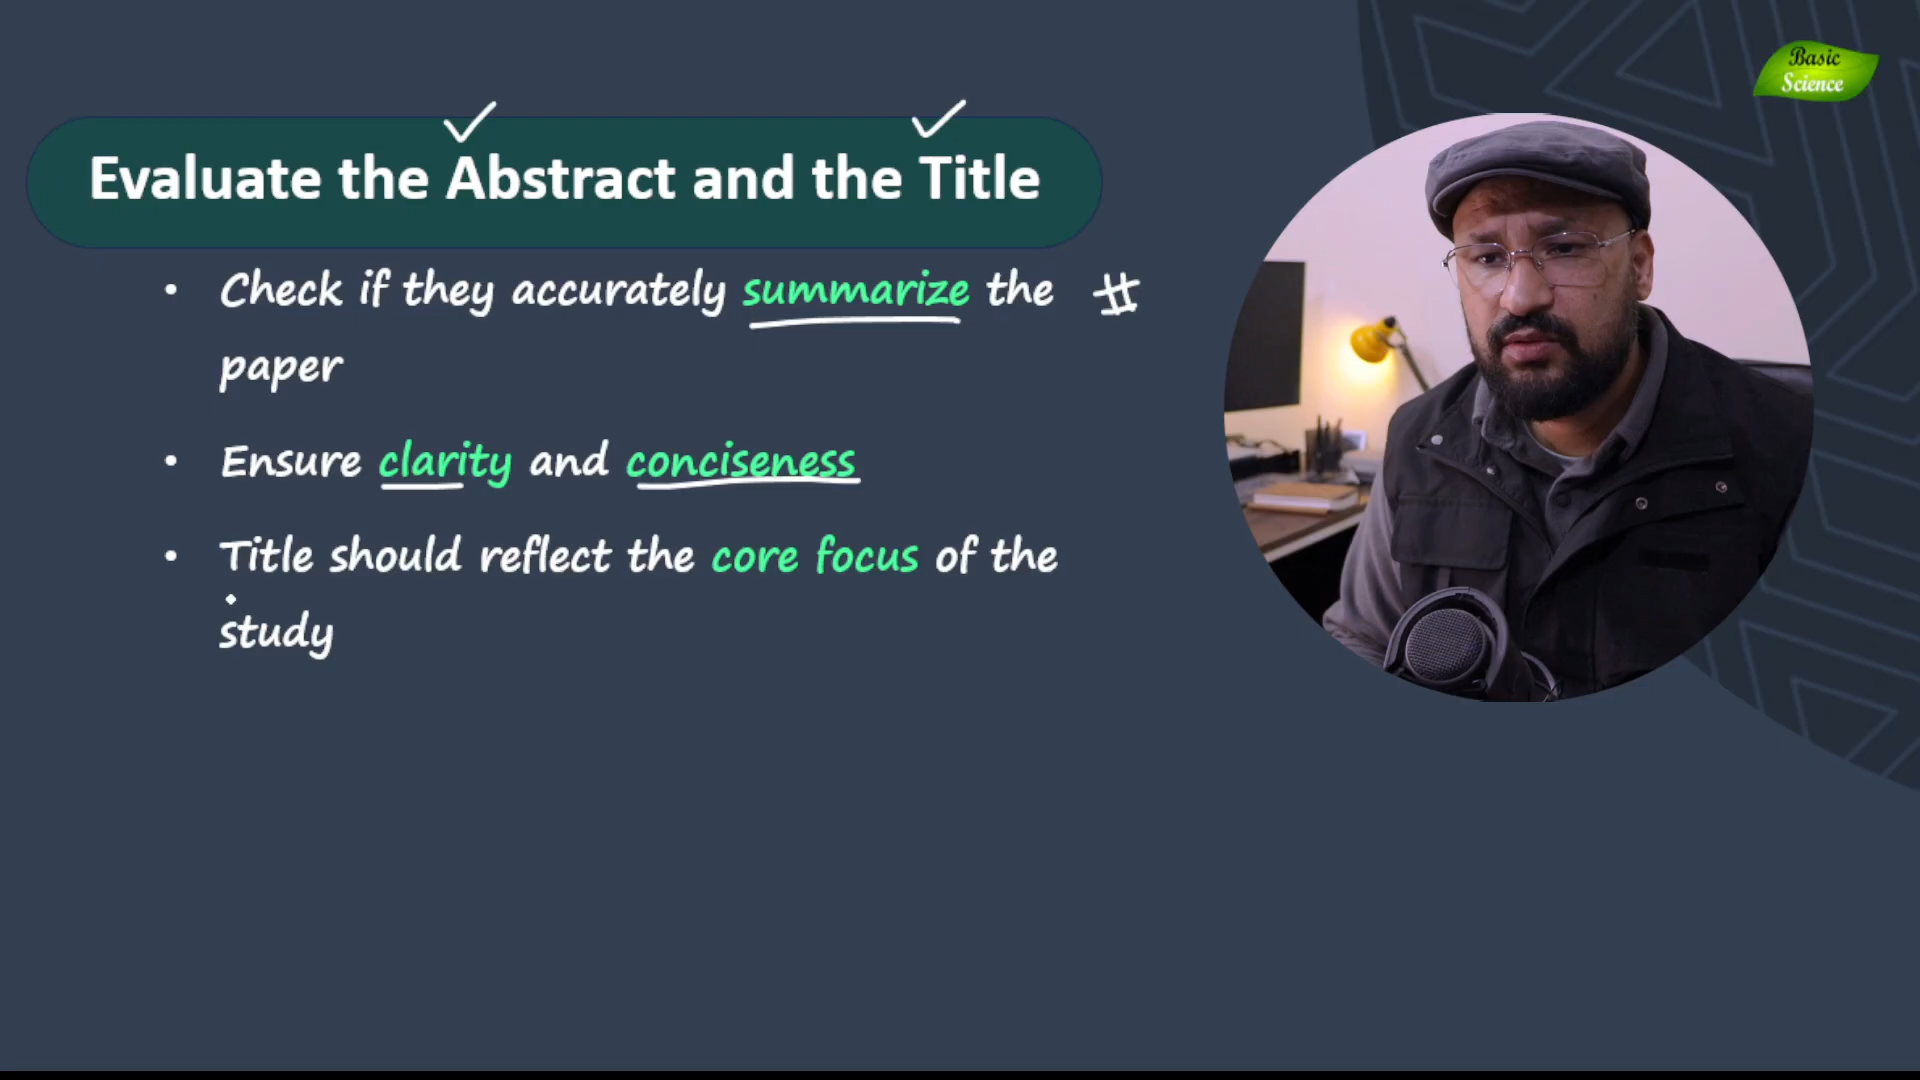 Basic
Science
Evaluate the Abstract and the Title
• Check if they accurately summarize the #
paper
• Ensure clarity and conciseness
• Title should reflect the core focus of the
study